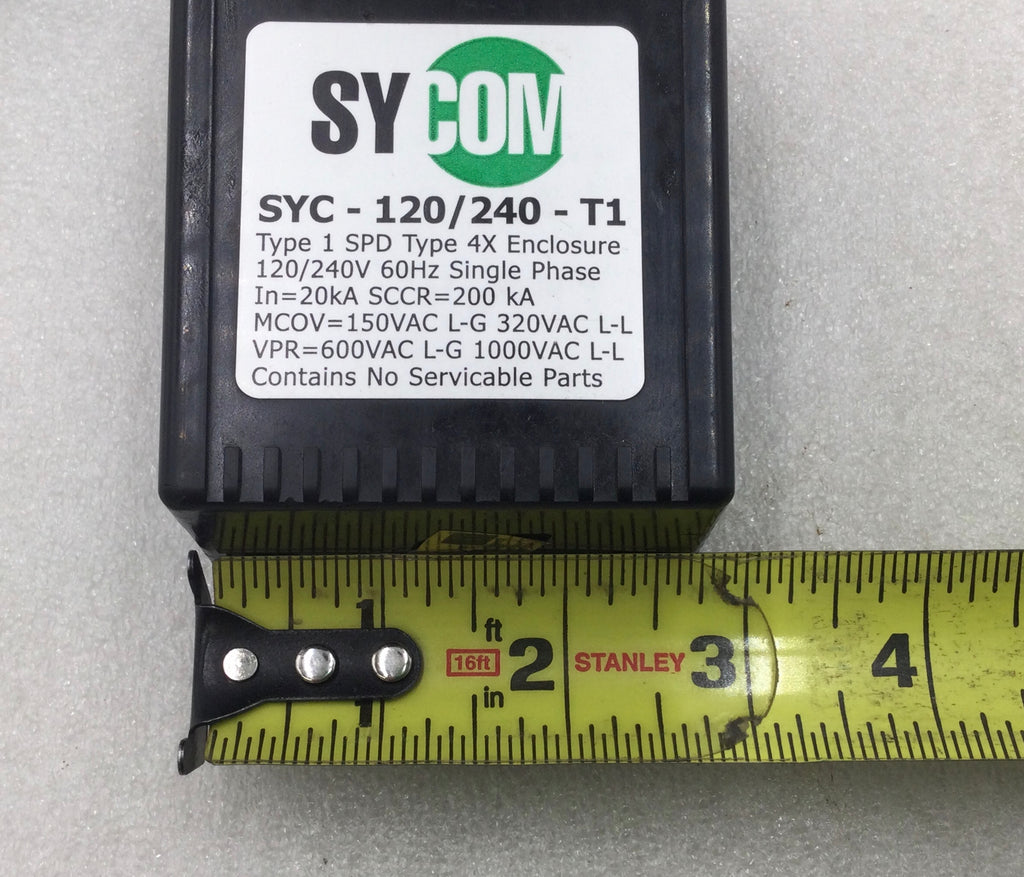 SYCOM
SYC - 120/240 - T1
Type 1 SPD Type 4X Enclosure
120/240V 60Hz Single Phase
In=20kA SCCR=200 kA
MCOV=150VAC L-G 320VAC L-L
VPR=600VAC L-G 1000VAC L-L
Contains No Servicable Parts
1 ft
16ft 2 STANLEY 3 4
1 in